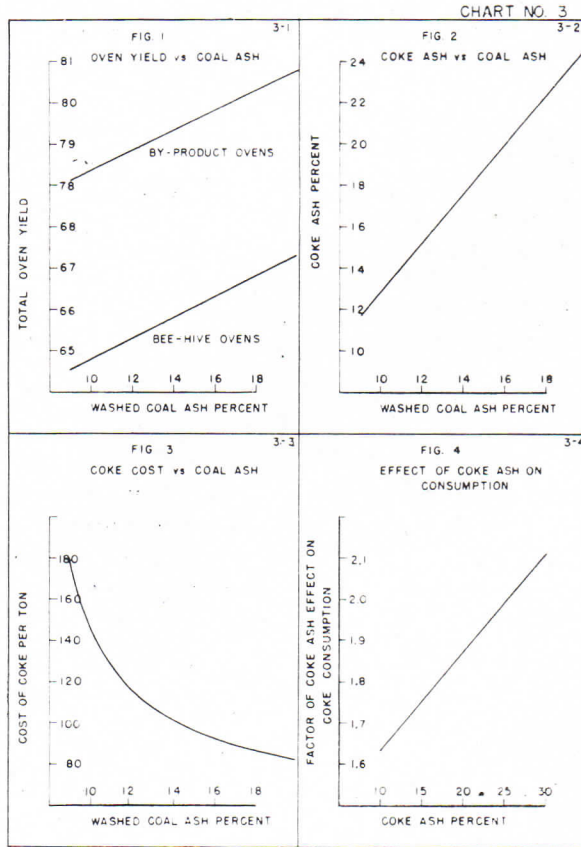 CHART NO. 3
FIG. 1
3-1
OVEN YIELD vs COAL ASH
TOTAL OVEN YIELD
81
80
79
78
68
67
66
65
BY-PRODUCT OVENS
BEE-HIVE OVENS
10 12 14 16 18
WASHED COAL ASH PERCENT
FIG. 2
3-2
COKE ASH vs COAL ASH
COKE ASH PERCENT
24
22
20
18
16
14
12
10
10 12 14 16 18
WASHED COAL ASH PERCENT
FIG 3
3-3
COKE COST vs COAL ASH
COST OF COKE PER TON
180
160
140
120
100
80
10 12 14 16 18
WASHED COAL ASH PERCENT
FIG. 4
3-4
EFFECT OF COKE ASH ON
CONSUMPTION
FACTOR OF COKE ASH EFFECT ON
COKE CONSUMPTION
2.1
2.0
1.9
1.8
1.7
1.6
10 15 20 25 30
COKE ASH PERCENT